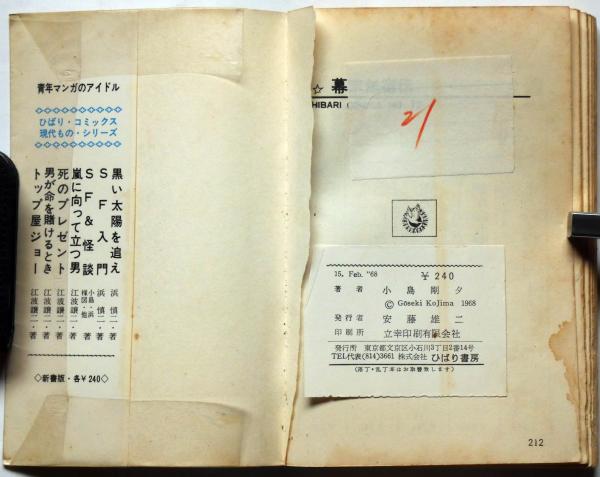 青年マンガのアイドル
ひばり・コミックス
現代もの・シリーズ
黒い太陽を追え 浜慎二・著
SF入門 浜慎二・著
SF&怪談 小島・浜 楳図・他 著
嵐に向って立つ男 江波譲二・著
死のプレゼント 江波譲二・著
男が命を賭けるとき 江波譲二・著
トップ屋ジョー 江波譲二・著
◇新書版・各¥240◇
☆幕
HIBARI
21
15. Feb. "68 ¥240
著者 小島剛夕
© Gōseki KoJima 1968
発行者 安藤雄二
印刷所 立幸印刷有限会社
発行所 東京都文京区小石川3丁目2番14号
TEL代表(814)3661 株式会社 ひばり書房
(落丁・乱丁本はお取替致します)
212